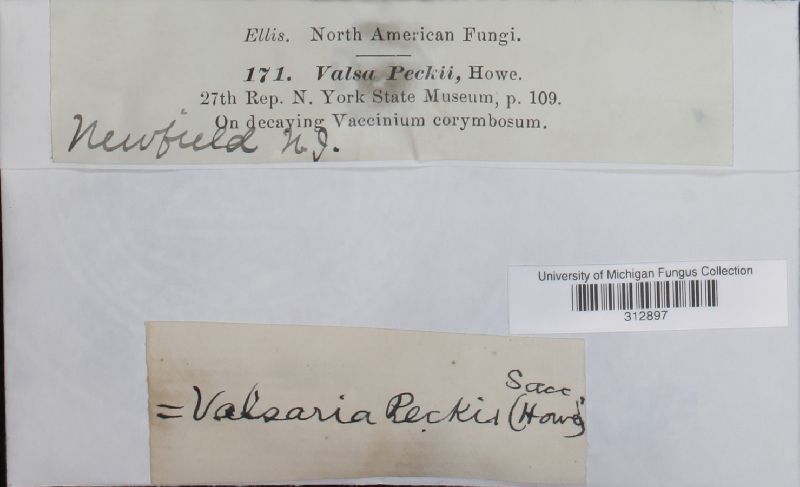 Ellis. North American Fungi.
171. Valsa Peckii, Howe.
27th Rep. N. York State Museum, p. 109.
On decaying Vaccinium corymbosum.
Newfield N.J.
University of Michigan Fungus Collection
312897
Sacc.
= Valsaria Peckii (Howe)